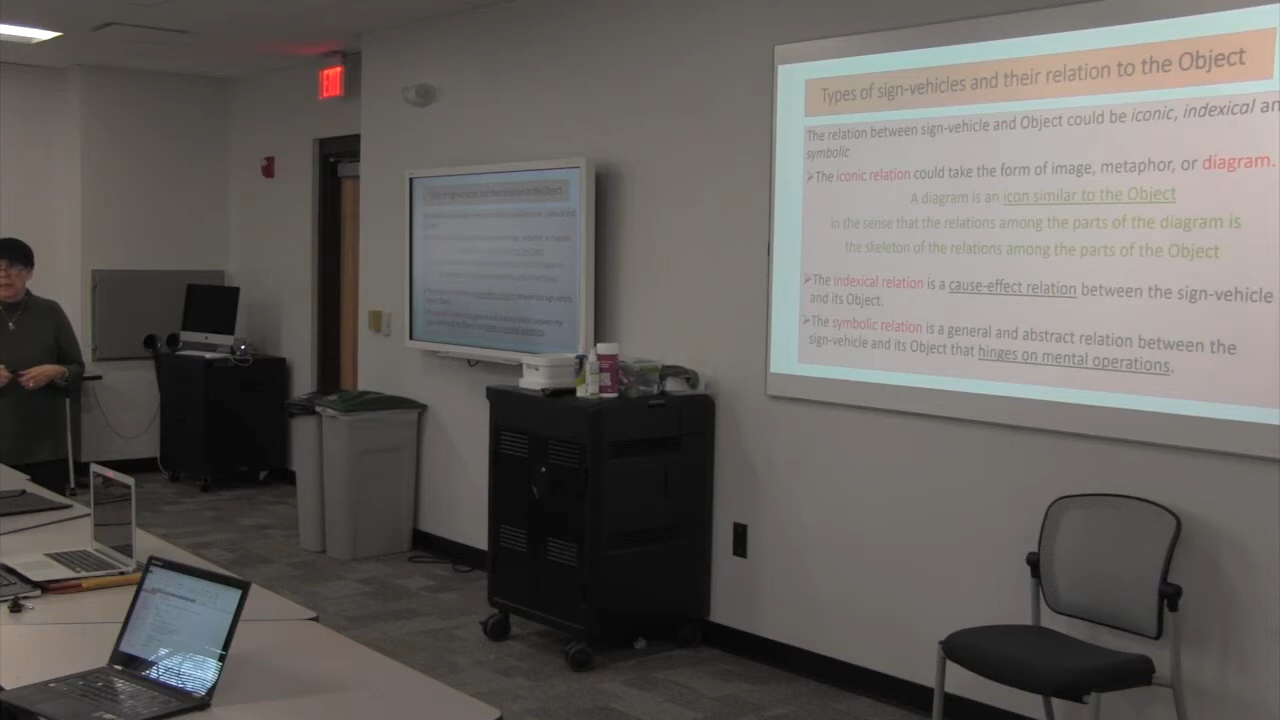 EXIT
Types of sign-vehicles and their relation to the Object
The relation between sign-vehicle and Object could be iconic, indexical an
symbolic
➢The iconic relation could take the form of image, metaphor, or diagram.
A diagram is an icon similar to the Object
in the sense that the relations among the parts of the diagram is
the skeleton of the relations among the parts of the Object
➢The indexical relation is a cause-effect relation between the sign-vehicle
and its Object.
➢The symbolic relation is a general and abstract relation between the
sign-vehicle and its Object that hinges on mental operations.